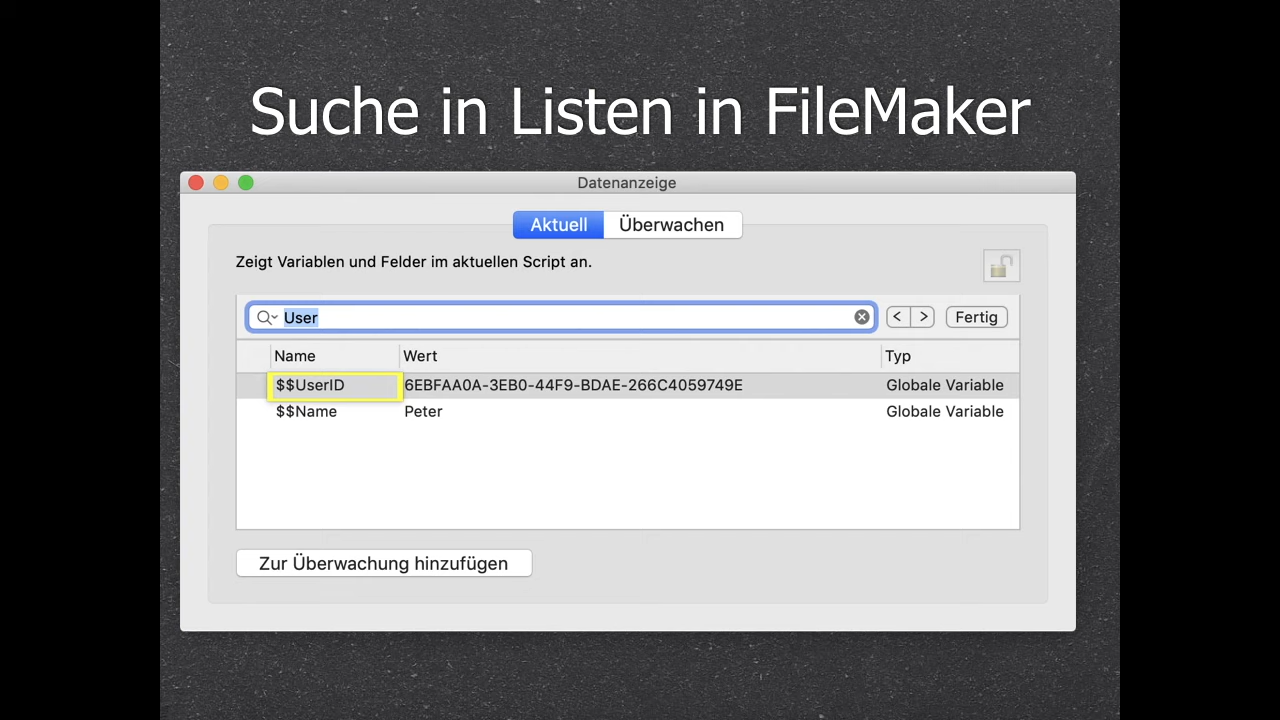 Suche in Listen in FileMaker
Datenanzeige
Aktuell Überwachen
Zeigt Variablen und Felder im aktuellen Script an.
User < > Fertig
Name Wert Typ
$$UserID 6EBFAA0A-3EB0-44F9-BDAE-266C4059749E Globale Variable
$$Name Peter Globale Variable
Zur Überwachung hinzufügen